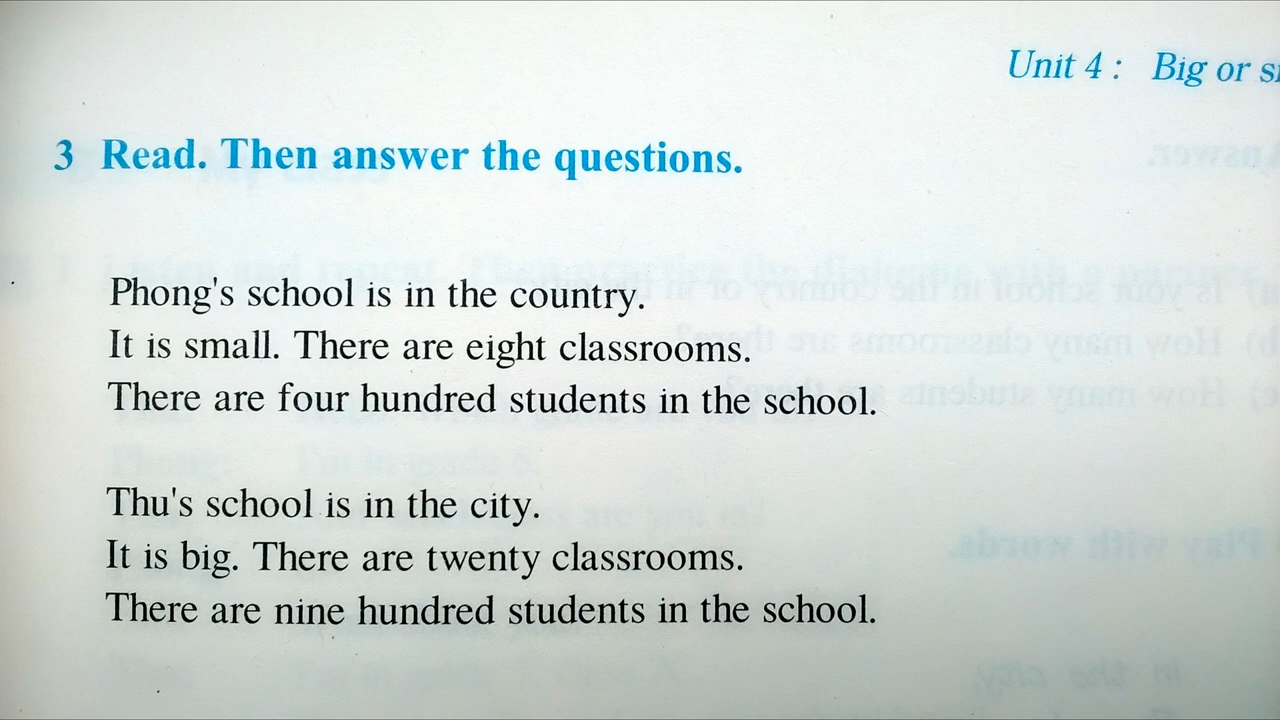 Unit 4 : Big or
3 Read. Then answer the questions.
Phong's school is in the country.
It is small. There are eight classrooms.
There are four hundred students in the school.
Thu's school is in the city.
It is big. There are twenty classrooms.
There are nine hundred students in the school.